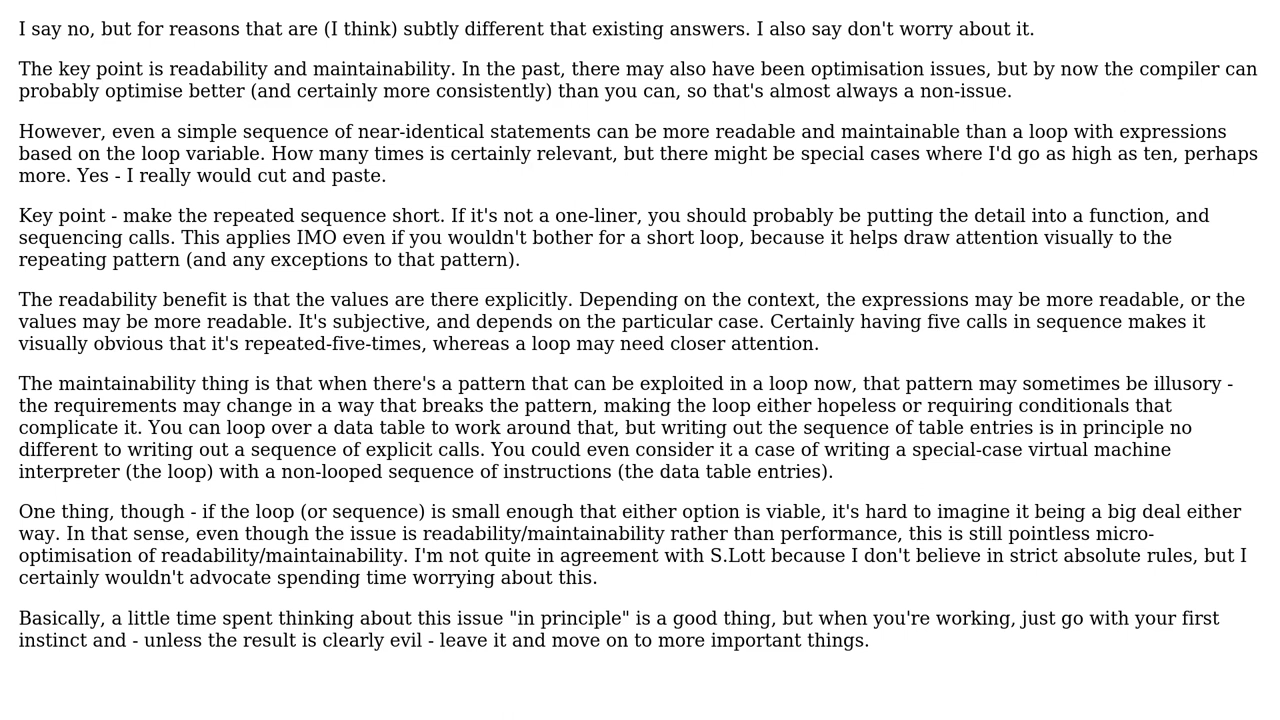 I say no, but for reasons that are (I think) subtly different that existing answers. I also say don't worry about it.
The key point is readability and maintainability. In the past, there may also have been optimisation issues, but by now the compiler can
probably optimise better (and certainly more consistently) than you can, so that's almost always a non-issue.
However, even a simple sequence of near-identical statements can be more readable and maintainable than a loop with expressions
based on the loop variable. How many times is certainly relevant, but there might be special cases where I'd go as high as ten, perhaps
more. Yes - I really would cut and paste.
Key point - make the repeated sequence short. If it's not a one-liner, you should probably be putting the detail into a function, and
sequencing calls. This applies IMO even if you wouldn't bother for a short loop, because it helps draw attention visually to the
repeating pattern (and any exceptions to that pattern).
The readability benefit is that the values are there explicitly. Depending on the context, the expressions may be more readable, or the
values may be more readable. It's subjective, and depends on the particular case. Certainly having five calls in sequence makes it
visually obvious that it's repeated-five-times, whereas a loop may need closer attention.
The maintainability thing is that when there's a pattern that can be exploited in a loop now, that pattern may sometimes be illusory -
the requirements may change in a way that breaks the pattern, making the loop either hopeless or requiring conditionals that
complicate it. You can loop over a data table to work around that, but writing out the sequence of table entries is in principle no
different to writing out a sequence of explicit calls. You could even consider it a case of writing a special-case virtual machine
interpreter (the loop) with a non-looped sequence of instructions (the data table entries).
One thing, though - if the loop (or sequence) is small enough that either option is viable, it's hard to imagine it being a big deal either
way. In that sense, even though the issue is readability/maintainability rather than performance, this is still pointless micro-
optimisation of readability/maintainability. I'm not quite in agreement with S.Lott because I don't believe in strict absolute rules, but I
certainly wouldn't advocate spending time worrying about this.
Basically, a little time spent thinking about this issue "in principle" is a good thing, but when you're working, just go with your first
instinct and - unless the result is clearly evil - leave it and move on to more important things.